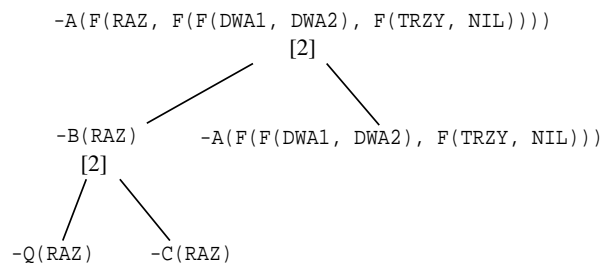 -A(F(RAZ, F(F(DWA1, DWA2), F(TRZY, NIL))))
[2]
-B(RAZ) -A(F(F(DWA1, DWA2), F(TRZY, NIL)))
[2]
-Q(RAZ) -C(RAZ)